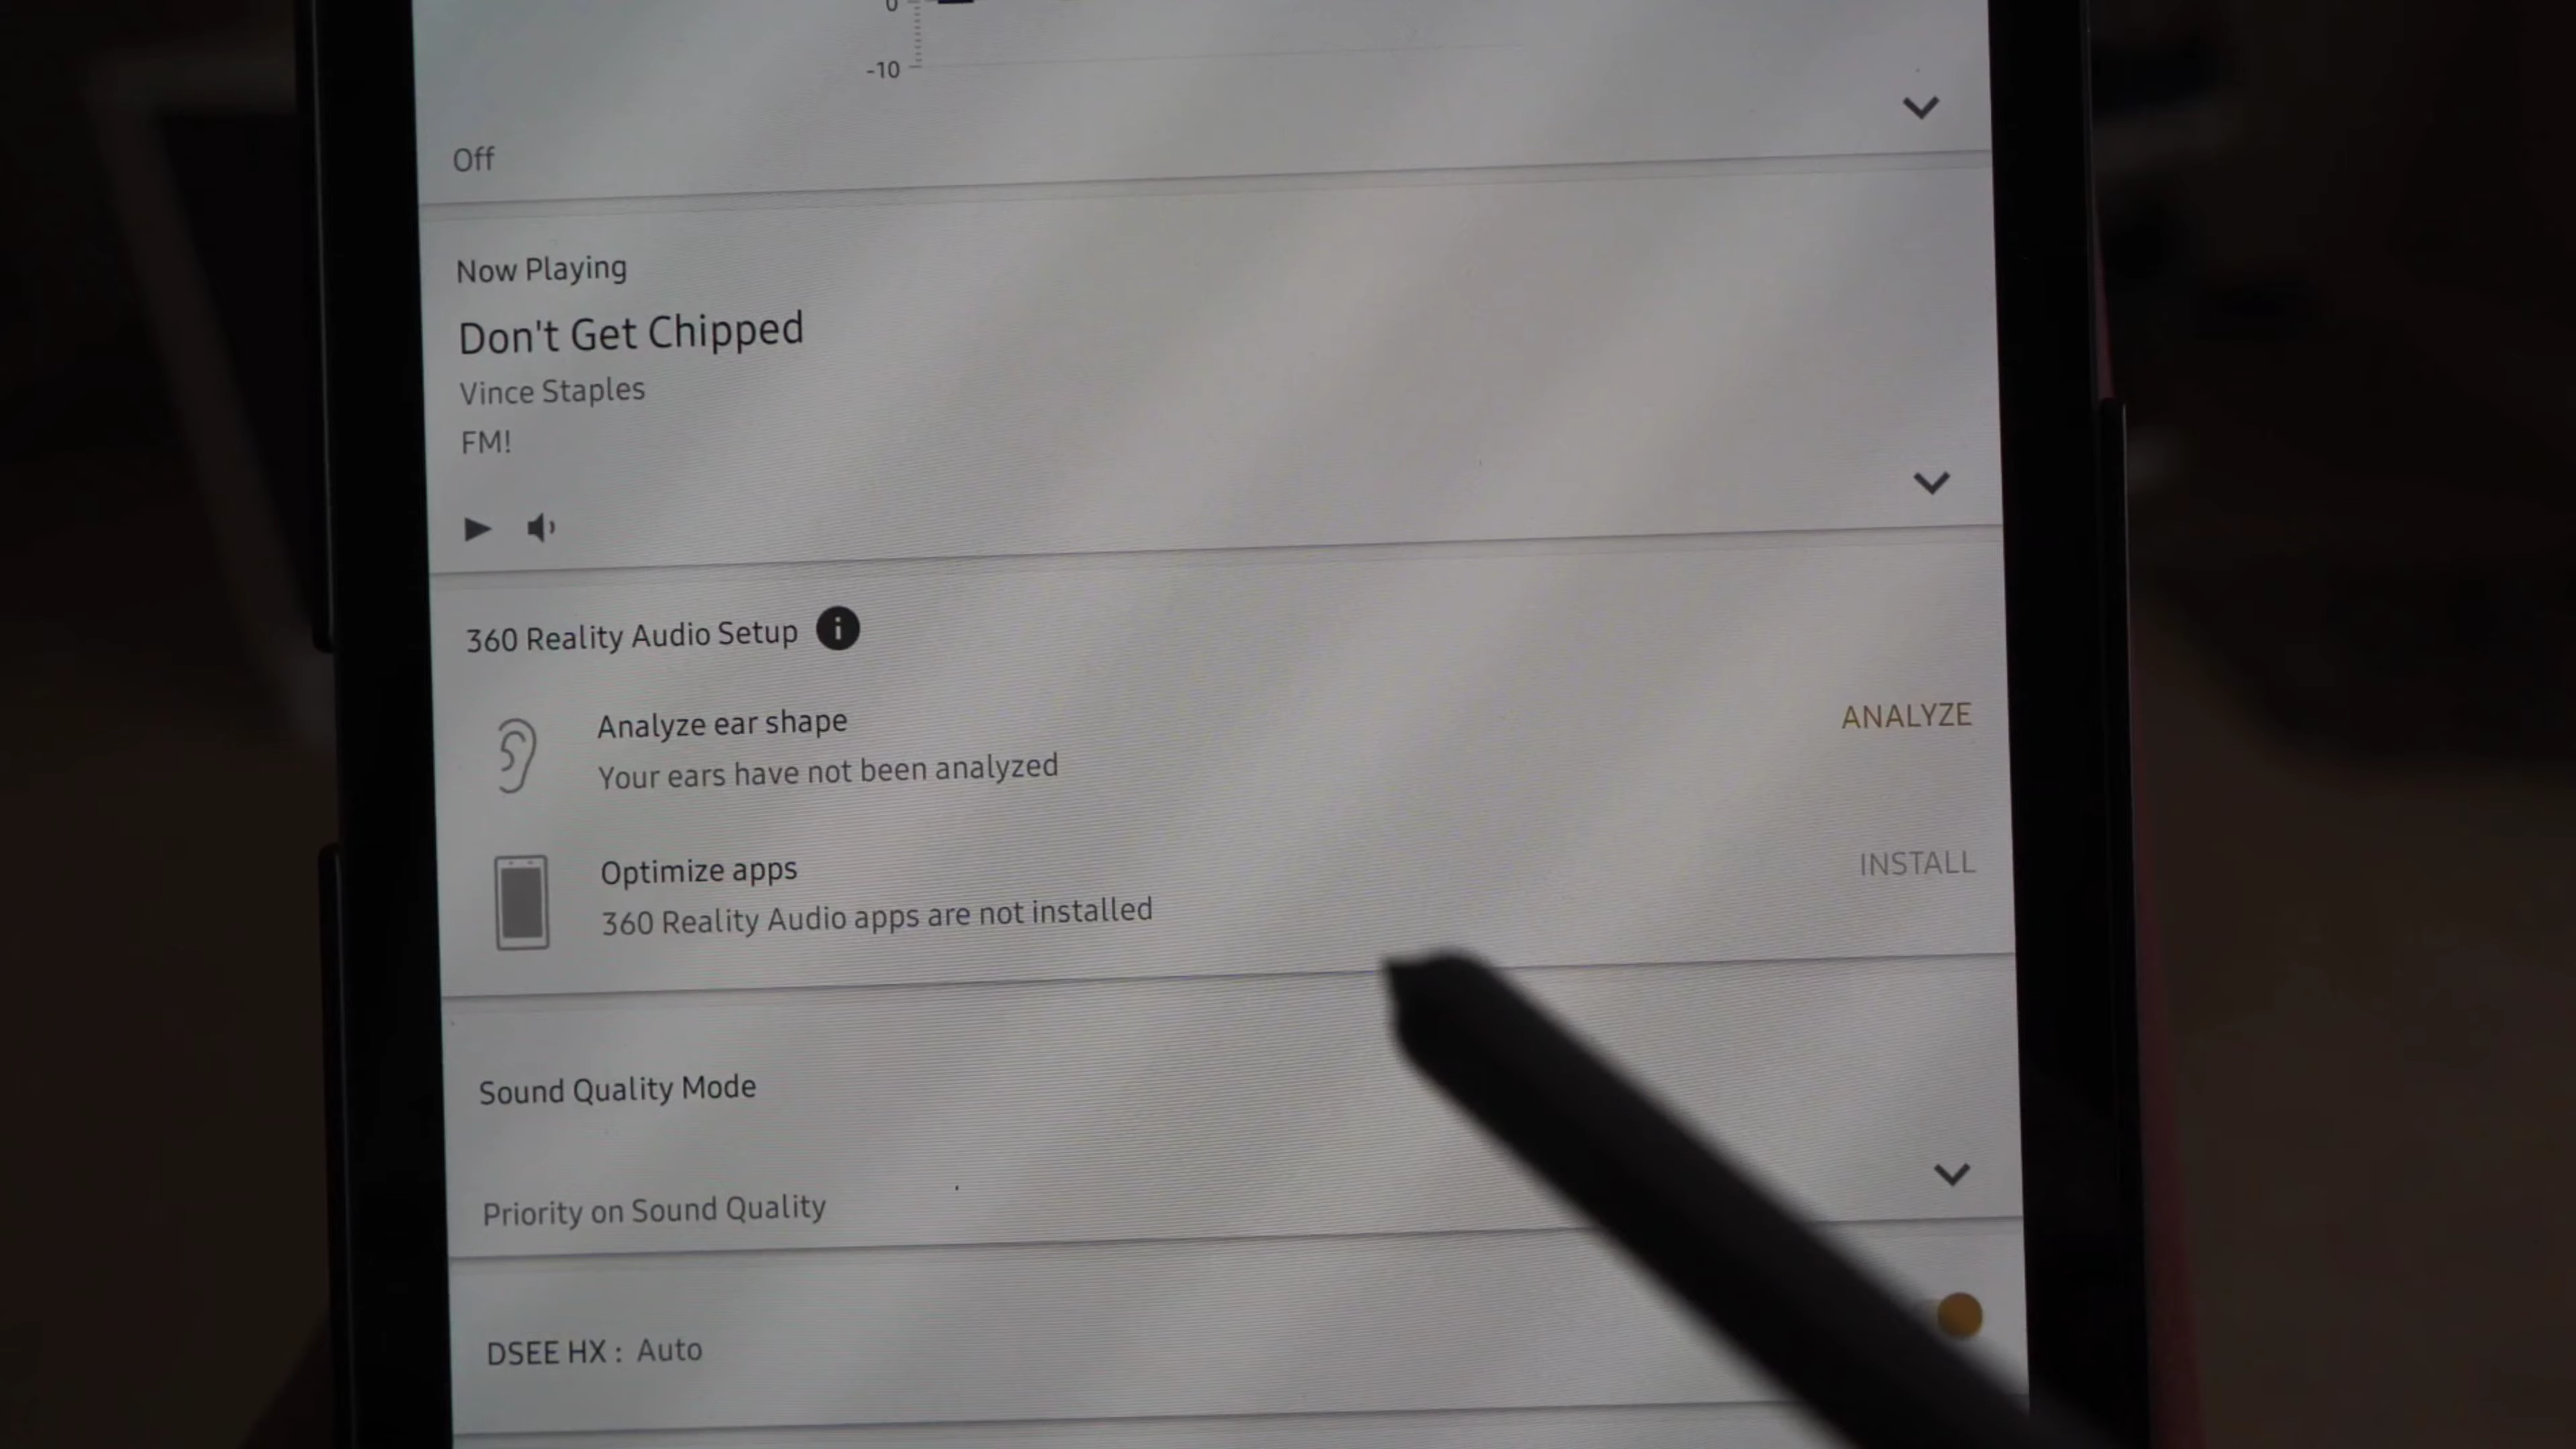 0
-10
Off
Now Playing
Don't Get Chipped
Vince Staples
FM!
360 Reality Audio Setup i
Analyze ear shape
ANALYZE
Your ears have not been analyzed
Optimize apps
INSTALL
360 Reality Audio apps are not installed
Sound Quality Mode
Priority on Sound Quality
DSEE HX : Auto